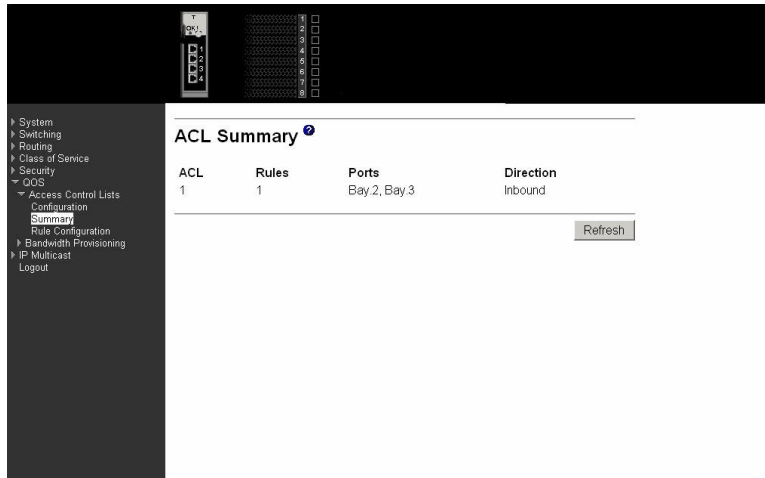 T
OK!
1
2
3
4
1
2
3
4
5
6
7
8
System
Switching
Routing
Class of Service
Security
QOS
Access Control Lists
Configuration
Summary
Rule Configuration
Bandwidth Provisioning
IP Multicast
Logout
ACL Summary ?
ACL Rules Ports Direction
1 1 Bay.2, Bay.3 Inbound
Refresh